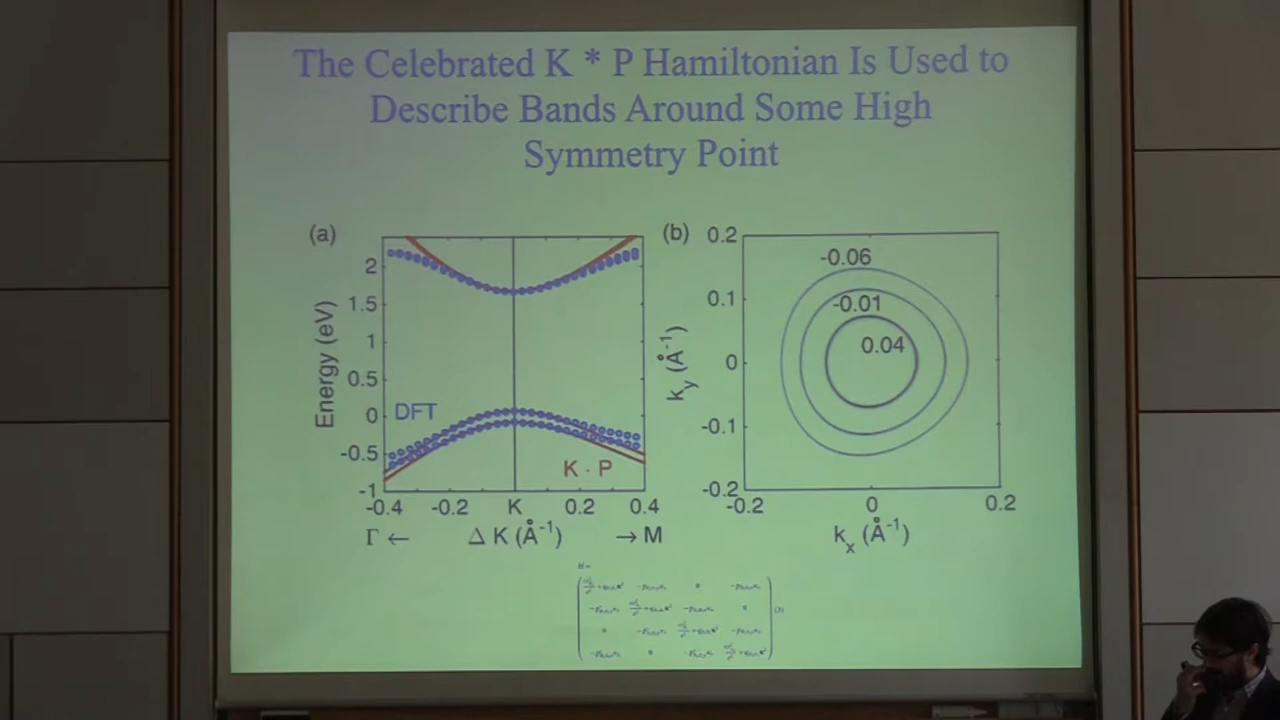 The Celebrated K * P Hamiltonian Is Used to
Describe Bands Around Some High
Symmetry Point
(a)
2
1.5
1
0.5
0
-0.5
-1
Energy (eV)
DFT
K · P
-0.4 -0.2 K 0.2 0.4
Γ ← Δ K (Å⁻¹) → M
(b)
0.2
0.1
0
-0.1
-0.2
k_y (Å⁻¹)
-0.06
-0.01
0.04
-0.2 0 0.2
k_x (Å⁻¹)
H=